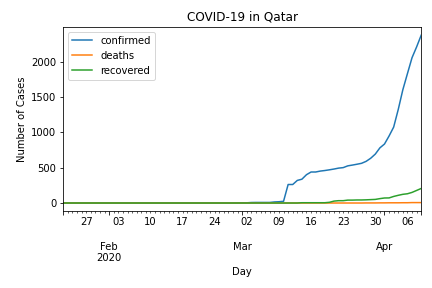 COVID-19 in Qatar
confirmed
deaths
recovered
Number of Cases
2000
1500
1000
500
0
27 03 10 17 24 02 09 16 23 30 06
Feb Mar Apr
2020
Day